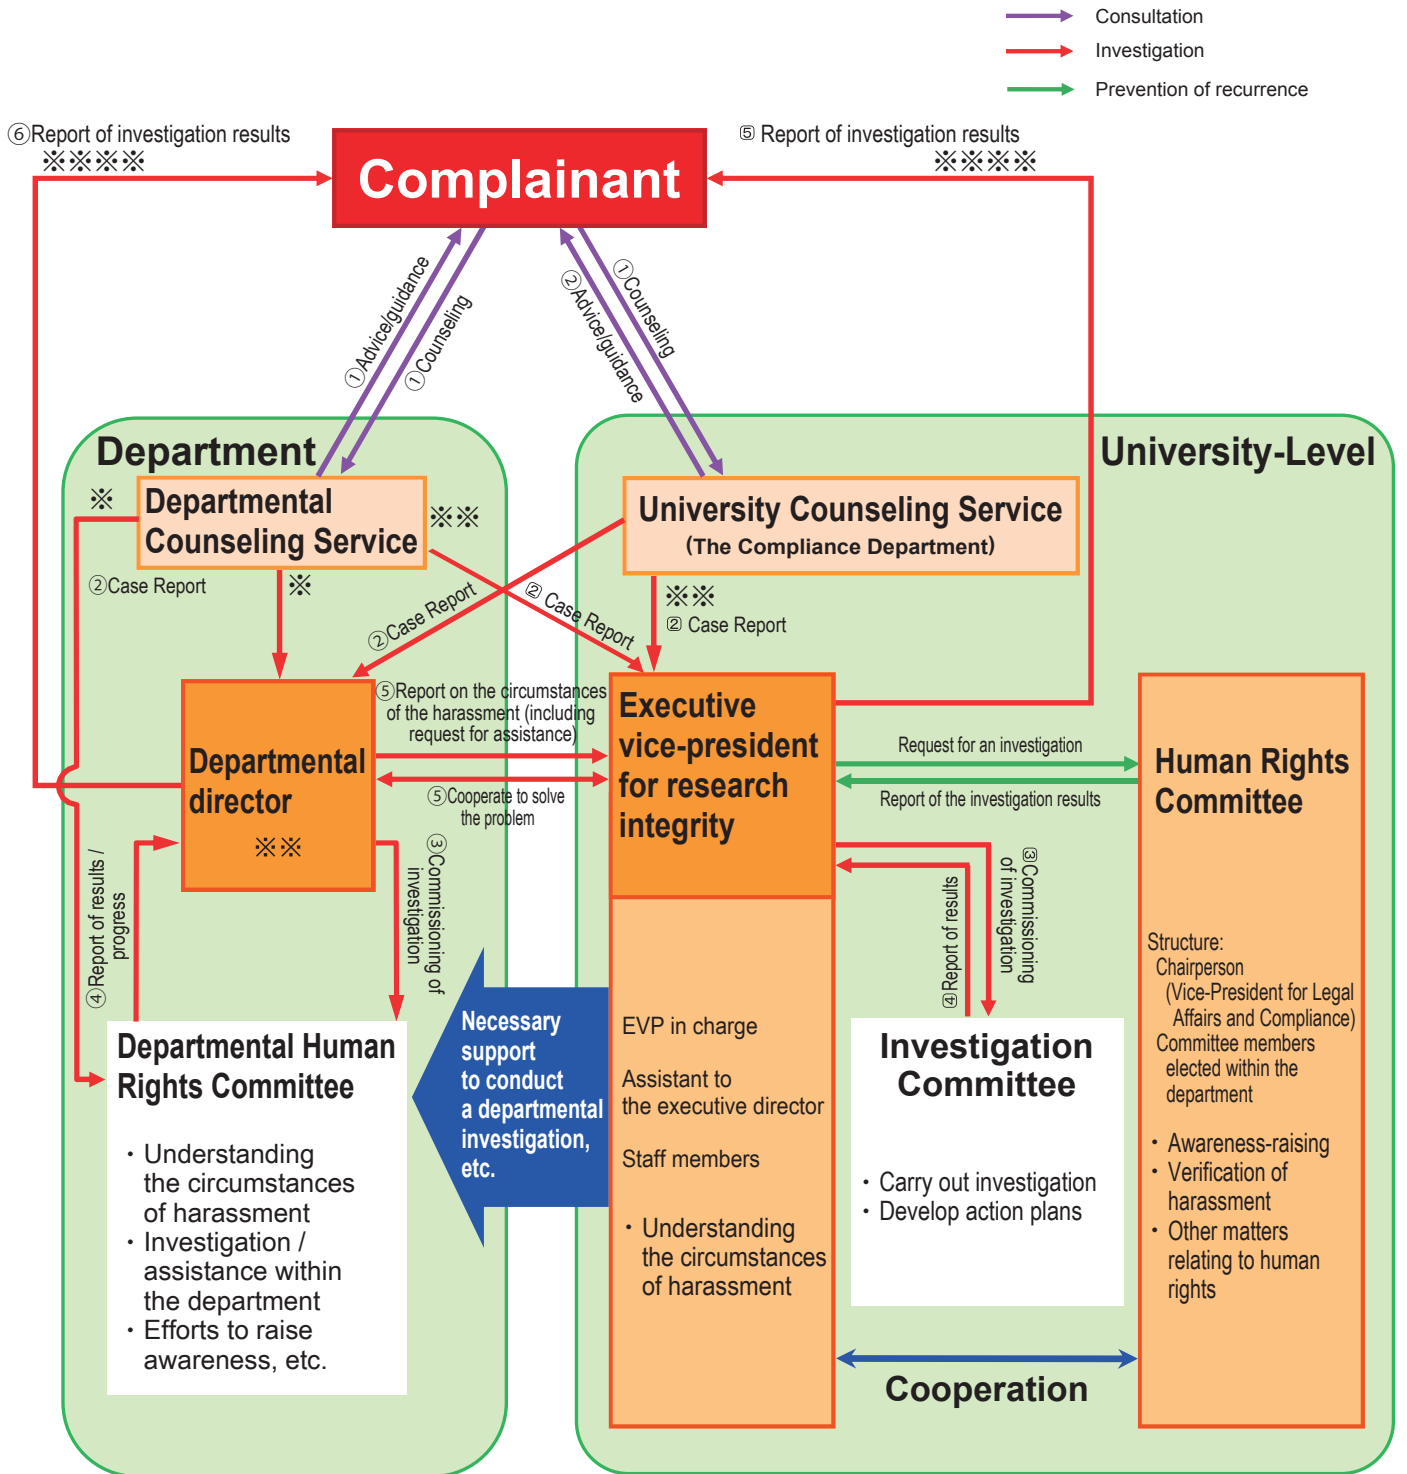 Consultation
Investigation
Prevention of recurrence
⑥Report of investigation results
※※※※
⑤ Report of investigation results
※※※※
Complainant
①Advice/guidance
①Counseling
②Advice/guidance
①Counseling
Department
※
Departmental
Counseling Service
※※
②Case Report
※
University-Level
University Counseling Service
(The Compliance Department)
※※
② Case Report
②Case Report
② Case Report
Departmental
director
※※
⑤Report on the circumstances
of the harassment (including
request for assistance)
⑤Cooperate to solve
the problem
Executive
vice-president
for research
integrity
Request for an investigation
Report of the investigation results
Human Rights
Committee
④Report of results /
progress
③Commissioning of
investigation
④Report of results
③Commissioning
of investigation
Departmental Human
Rights Committee
・Understanding
the circumstances
of harassment
・Investigation /
assistance within
the department
・Efforts to raise
awareness, etc.
Necessary
support
to conduct
a departmental
investigation,
etc.
EVP in charge
Assistant to
the executive director
Staff members
・Understanding
the circumstances
of harassment
Investigation
Committee
・Carry out investigation
・Develop action plans
Structure:
Chairperson
(Vice-President for Legal
Affairs and Compliance)
Committee members
elected within the
department
・Awareness-raising
・Verification of
harassment
・Other matters
relating to human
rights
Cooperation